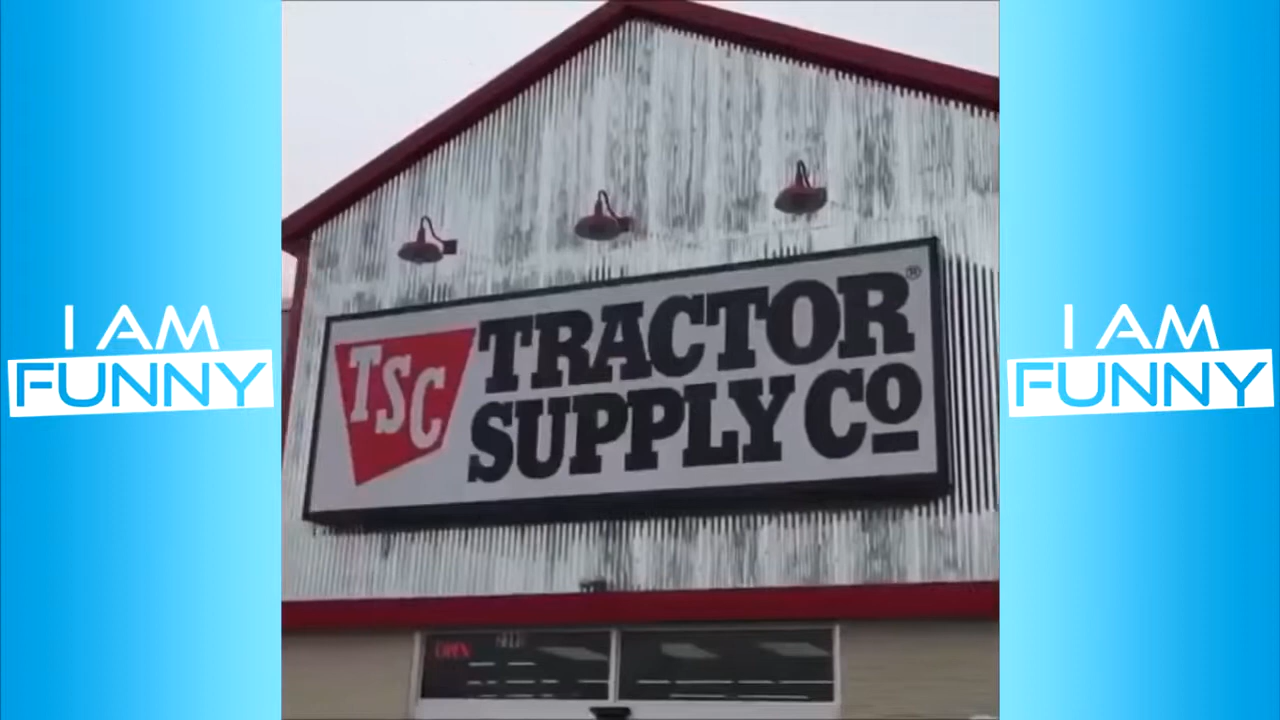 I AM
FUNNY
TSC
TRACTOR®
SUPPLY Co
OPEN
I AM
FUNNY